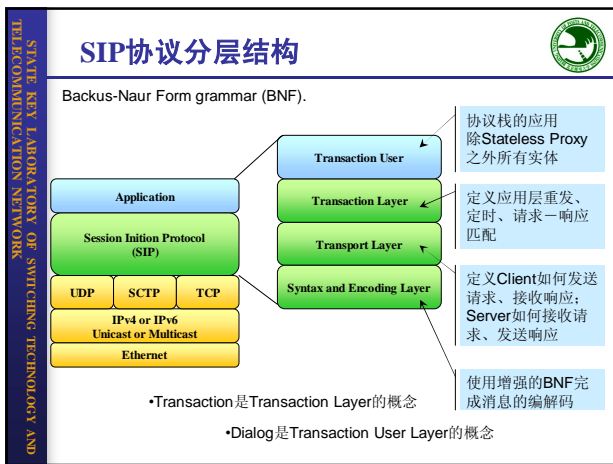 STATE KEY LABORATORY OF SWITCHING TECHNOLOGY AND
TELECOMMUNICATION NETWORK
SIP协议分层结构
Backus-Naur Form grammar (BNF).
Application
Session Inition Protocol
(SIP)
UDP
SCTP
TCP
IPv4 or IPv6
Unicast or Multicast
Ethernet
Transaction User
Transaction Layer
Transport Layer
Syntax and Encoding Layer
协议栈的应用
除Stateless Proxy
之外所有实体
定义应用层重发、
定时、请求－响应
匹配
定义Client如何发送
请求、接收响应；
Server如何接收请
求、发送响应
使用增强的BNF完
成消息的编解码
•Transaction是Transaction Layer的概念
•Dialog是Transaction User Layer的概念